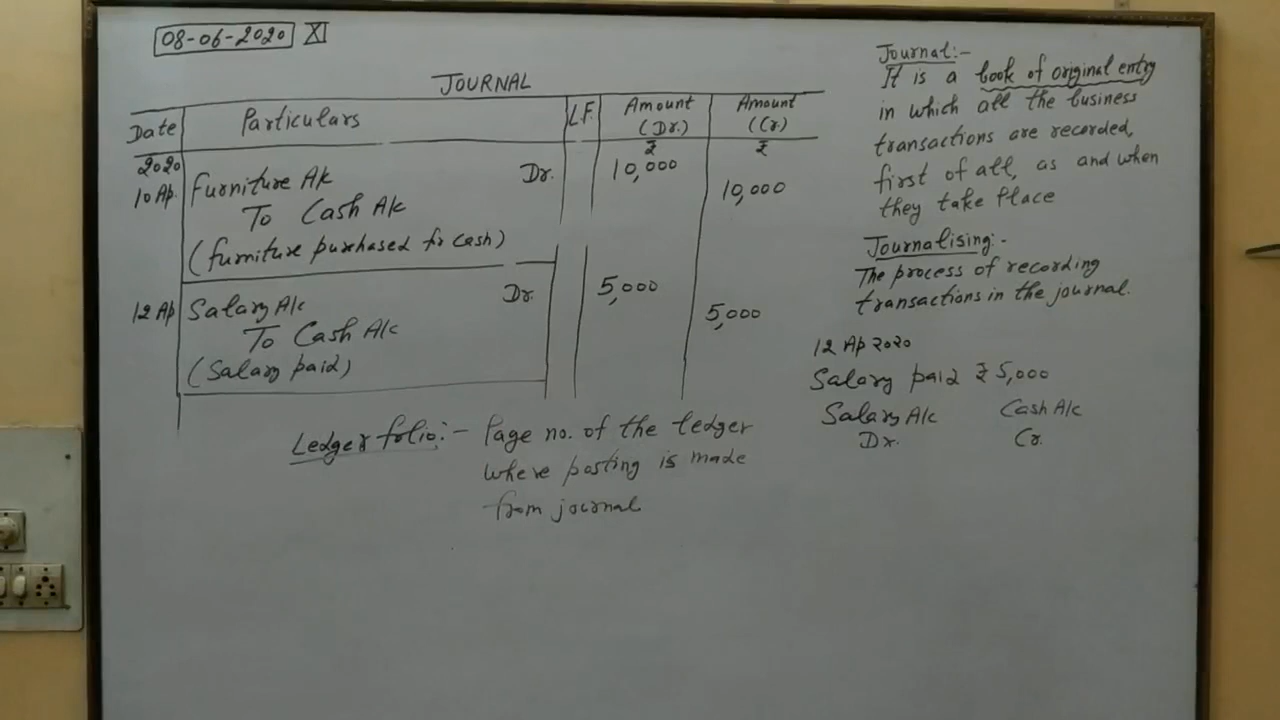 08-06-2020 XI
JOURNAL
Date Particulars L.F. Amount (Dr.) Amount (Cr.)
2020 ₹ ₹
10 Ap. Furniture A/c Dr. 10,000
To Cash A/c 10,000
(furniture purchased for cash)
12 Ap Salary A/c Dr. 5,000
To Cash A/c 5,000
(Salary paid)
Ledger folio:- Page no. of the ledger
where posting is made
from journal
Journal:-
It is a book of original entry
in which all the business
transactions are recorded,
first of all, as and when
they take place
Journalising:-
The process of recording
transactions in the journal.
12 Ap 2020
Salary paid ₹ 5,000
Salary A/c Cash A/c
Dr. Cr.